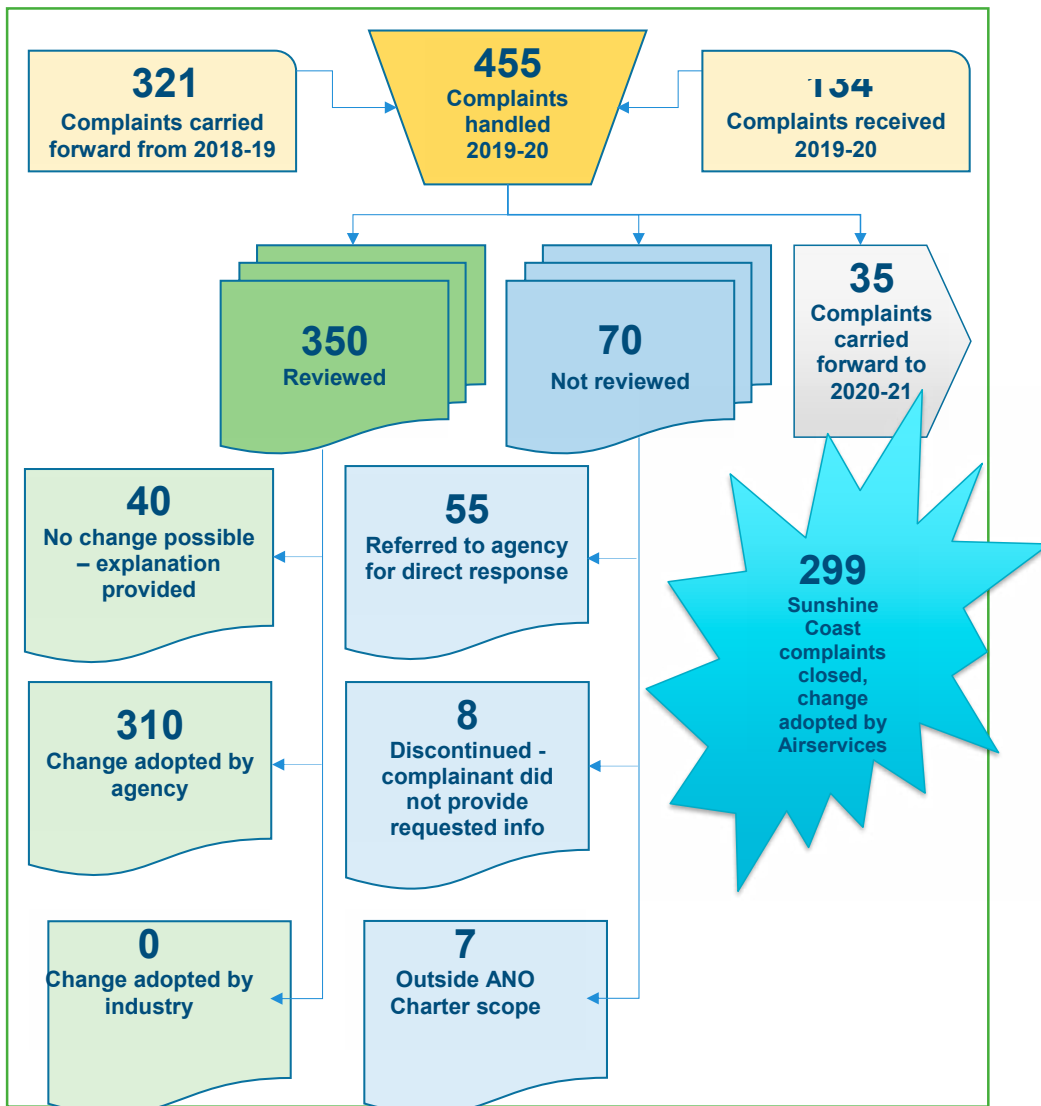 321
Complaints carried
forward from 2018-19
455
Complaints
handled
2019-20
134
Complaints received
2019-20
350
Reviewed
70
Not reviewed
35
Complaints
carried
forward to
2020-21
40
No change possible
– explanation
provided
55
Referred to agency
for direct response
299
Sunshine
Coast
complaints
closed,
change
adopted by
Airservices
310
Change adopted by
agency
8
Discontinued -
complainant did
not provide
requested info
0
Change adopted by
industry
7
Outside ANO
Charter scope